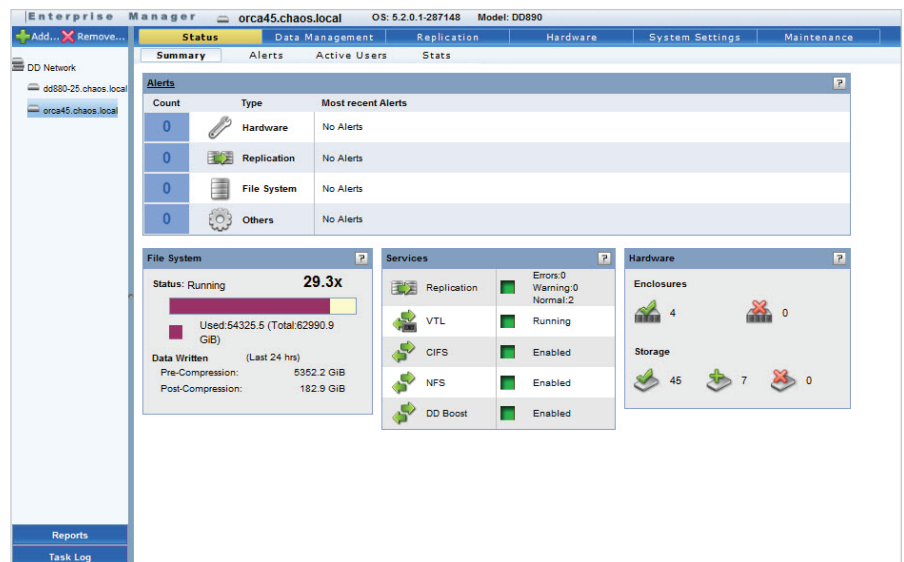 Enterprise Manager orca45.chaos.local OS: 5.2.0.1-287148 Model: DD890
Add... Remove...
Status Data Management Replication Hardware System Settings Maintenance
Summary Alerts Active Users Stats
DD Network
dd880-25.chaos.local
orca45.chaos.local
Alerts ?
Count Type Most recent Alerts
0 Hardware No Alerts
0 Replication No Alerts
0 File System No Alerts
0 Others No Alerts
File System ?
Status: Running 29.3x
Used:54325.5 (Total:62990.9
GiB)
Data Written (Last 24 hrs)
Pre-Compression: 5352.2 GiB
Post-Compression: 182.9 GiB
Services ?
Replication Errors:0
Warning:0
Normal:2
VTL Running
CIFS Enabled
NFS Enabled
DD Boost Enabled
Hardware ?
Enclosures
4 0
Storage
45 7 0
Reports
Task Log